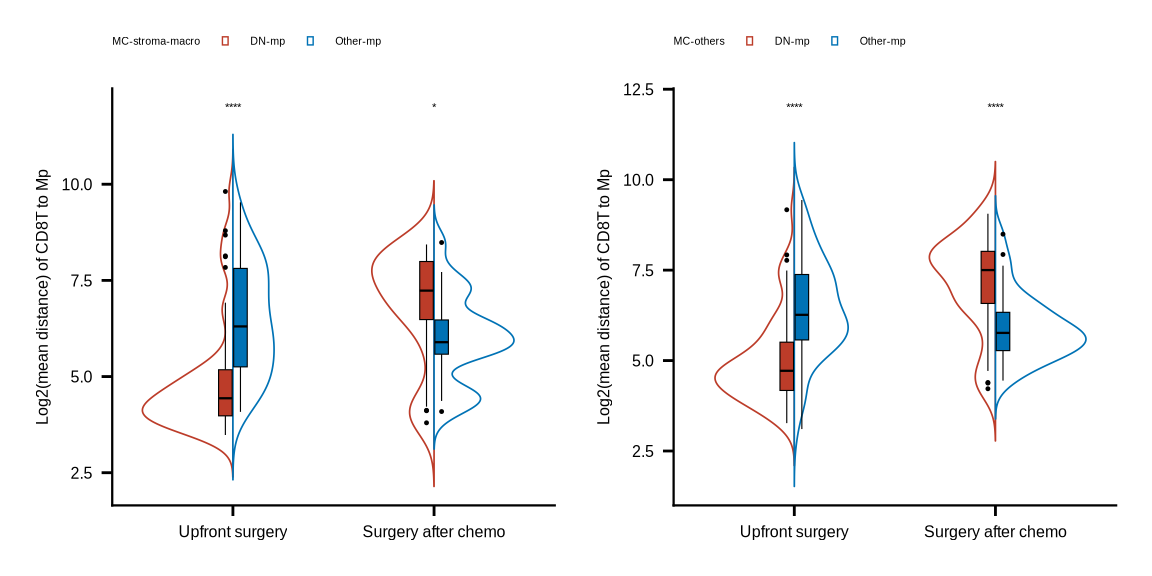 MC-stroma-macro DN-mp Other-mp
****
*
Log2(mean distance) of CD8T to Mp
10.0
7.5
5.0
2.5
Upfront surgery Surgery after chemo
MC-others DN-mp Other-mp
****
****
Log2(mean distance) of CD8T to Mp
12.5
10.0
7.5
5.0
2.5
Upfront surgery Surgery after chemo